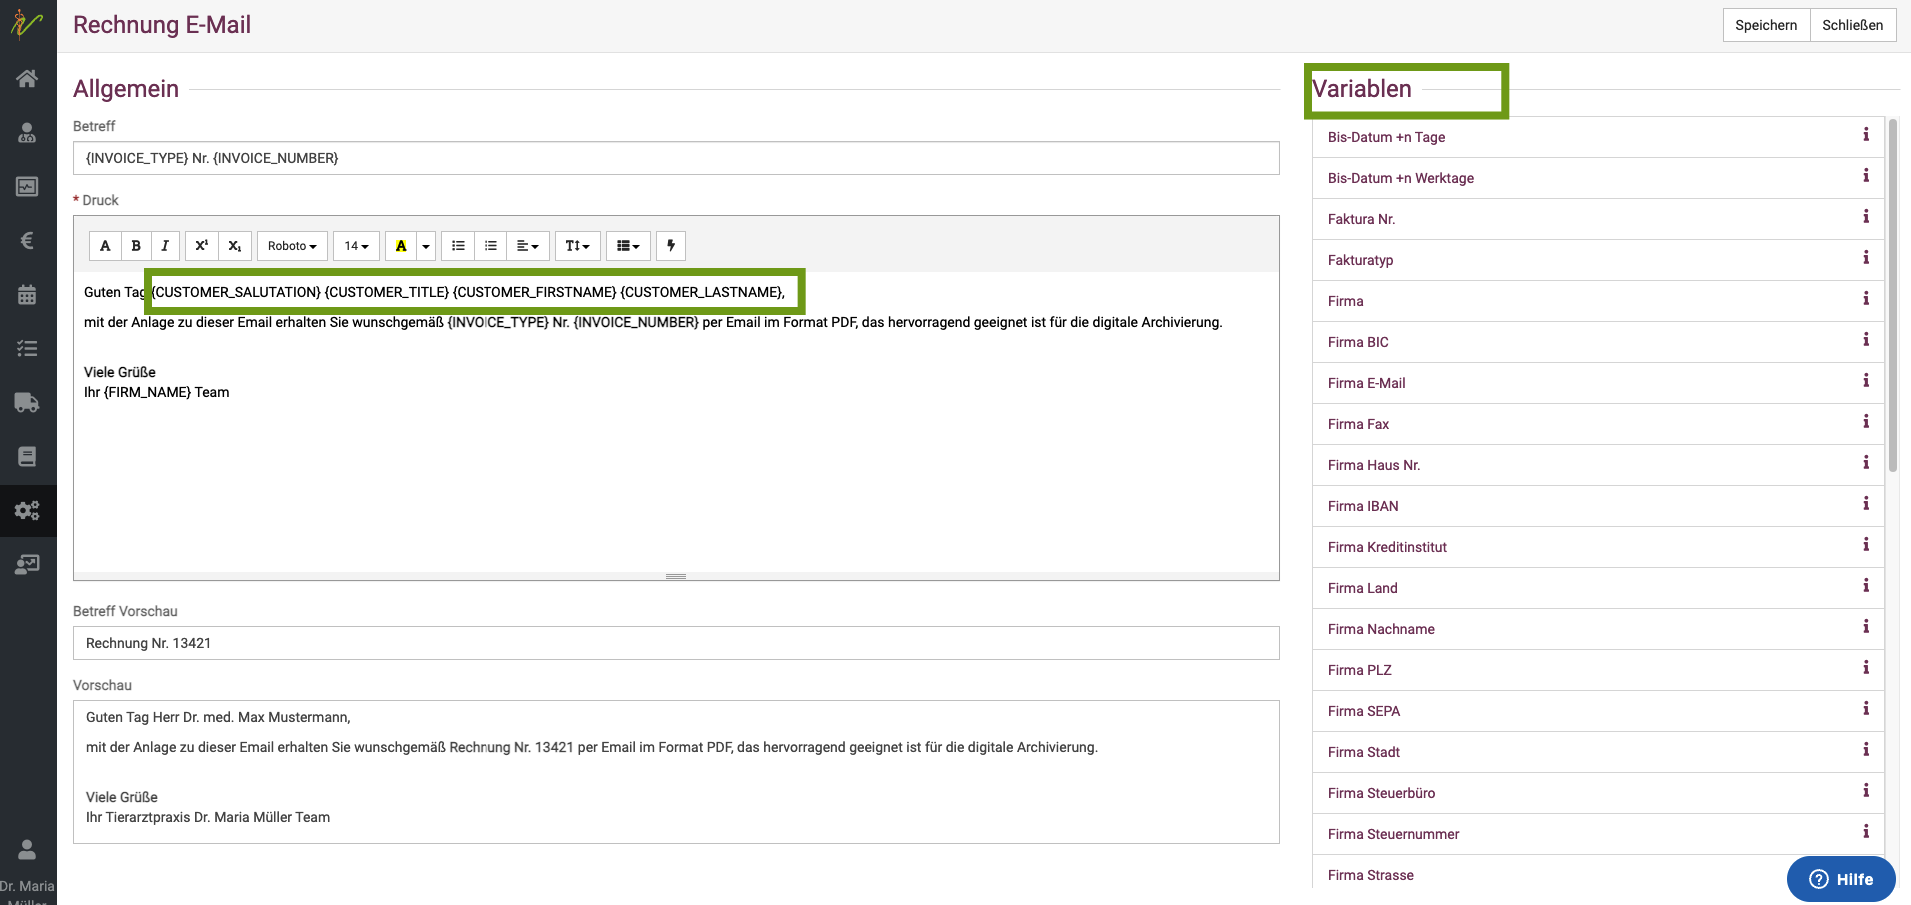 Rechnung E-Mail
Speichern
Schließen
Allgemein
Betreff
{INVOICE_TYPE} Nr. {INVOICE_NUMBER}
* Druck
A B I X¹ X₁ Roboto 14 A T
Guten Tag {CUSTOMER_SALUTATION} {CUSTOMER_TITLE} {CUSTOMER_FIRSTNAME} {CUSTOMER_LASTNAME},
mit der Anlage zu dieser Email erhalten Sie wunschgemäß {INVOICE_TYPE} Nr. {INVOICE_NUMBER} per Email im Format PDF, das hervorragend geeignet ist für die digitale Archivierung.
Viele Grüße
Ihr {FIRM_NAME} Team
Betreff Vorschau
Rechnung Nr. 13421
Vorschau
Guten Tag Herr Dr. med. Max Mustermann,
mit der Anlage zu dieser Email erhalten Sie wunschgemäß Rechnung Nr. 13421 per Email im Format PDF, das hervorragend geeignet ist für die digitale Archivierung.
Viele Grüße
Ihr Tierarztpraxis Dr. Maria Müller Team
Variablen
Bis-Datum +n Tage
Bis-Datum +n Werktage
Faktura Nr.
Fakturatyp
Firma
Firma BIC
Firma E-Mail
Firma Fax
Firma Haus Nr.
Firma IBAN
Firma Kreditinstitut
Firma Land
Firma Nachname
Firma PLZ
Firma SEPA
Firma Stadt
Firma Steuerbüro
Firma Steuernummer
Firma Strasse
Hilfe
Dr. Maria
Müller